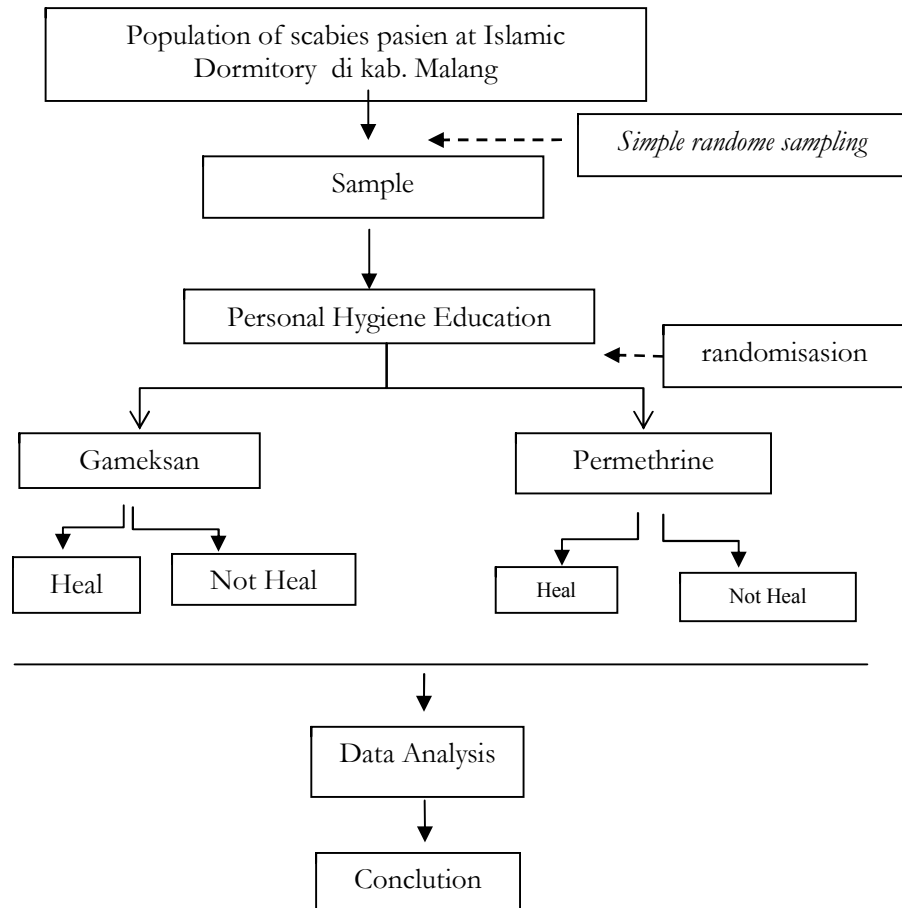 Population of scabies pasien at Islamic
Dormitory di kab. Malang
Simple randome sampling
Sample
Personal Hygiene Education
randomisasion
Gameksan
Permethrine
Heal
Not Heal
Heal
Not Heal
Data Analysis
Conclution